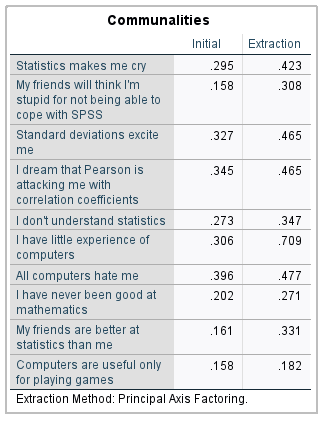 Communalities
Initial Extraction
Statistics makes me cry .295 .423
My friends will think I'm .158 .308
stupid for not being able to
cope with SPSS
Standard deviations excite .327 .465
me
I dream that Pearson is .345 .465
attacking me with
correlation coefficients
I don't understand statistics .273 .347
I have little experience of .306 .709
computers
All computers hate me .396 .477
I have never been good at .202 .271
mathematics
My friends are better at .161 .331
statistics than me
Computers are useful only .158 .182
for playing games
Extraction Method: Principal Axis Factoring.